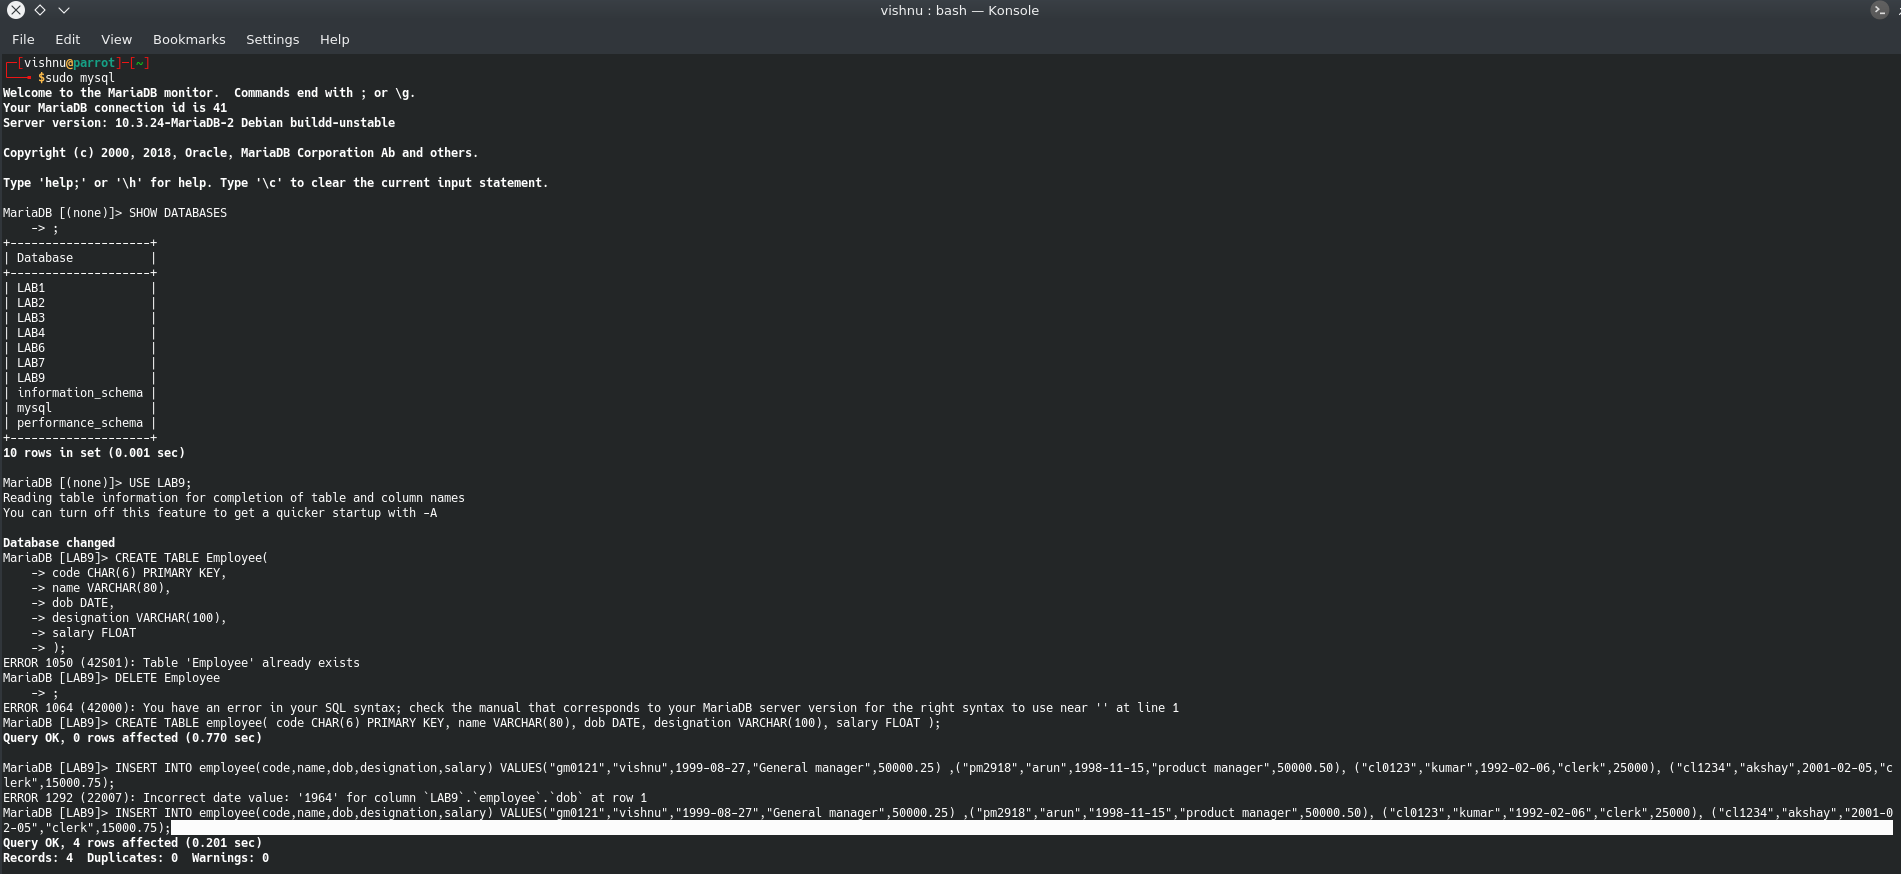 vishnu : bash — Konsole
File Edit View Bookmarks Settings Help
┌─[vishnu@parrot]─[~]
└──╼ $sudo mysql
Welcome to the MariaDB monitor.  Commands end with ; or \g.
Your MariaDB connection id is 41
Server version: 10.3.24-MariaDB-2 Debian buildd-unstable
Copyright (c) 2000, 2018, Oracle, MariaDB Corporation Ab and others.
Type 'help;' or '\h' for help. Type '\c' to clear the current input statement.
MariaDB [(none)]> SHOW DATABASES
    -> ;
+--------------------+
| Database           |
+--------------------+
| LAB1               |
| LAB2               |
| LAB3               |
| LAB4               |
| LAB6               |
| LAB7               |
| LAB9               |
| information_schema |
| mysql              |
| performance_schema |
+--------------------+
10 rows in set (0.001 sec)
MariaDB [(none)]> USE LAB9;
Reading table information for completion of table and column names
You can turn off this feature to get a quicker startup with -A
Database changed
MariaDB [LAB9]> CREATE TABLE Employee(
    -> code CHAR(6) PRIMARY KEY,
    -> name VARCHAR(80),
    -> dob DATE,
    -> designation VARCHAR(100),
    -> salary FLOAT
    -> );
ERROR 1050 (42S01): Table 'Employee' already exists
MariaDB [LAB9]> DELETE Employee
    -> ;
ERROR 1064 (42000): You have an error in your SQL syntax; check the manual that corresponds to your MariaDB server version for the right syntax to use near '' at line 1
MariaDB [LAB9]> CREATE TABLE employee( code CHAR(6) PRIMARY KEY, name VARCHAR(80), dob DATE, designation VARCHAR(100), salary FLOAT );
Query OK, 0 rows affected (0.770 sec)
MariaDB [LAB9]> INSERT INTO employee(code,name,dob,designation,salary) VALUES("gm0121","vishnu",1999-08-27,"General manager",50000.25) ,("pm2918","arun",1998-11-15,"product manager",50000.50), ("cl0123","kumar",1992-02-06,"clerk",25000), ("cl1234","akshay",2001-02-05,"c
lerk",15000.75);
ERROR 1292 (22007): Incorrect date value: '1964' for column `LAB9`.`employee`.`dob` at row 1
MariaDB [LAB9]> INSERT INTO employee(code,name,dob,designation,salary) VALUES("gm0121","vishnu","1999-08-27","General manager",50000.25) ,("pm2918","arun","1998-11-15","product manager",50000.50), ("cl0123","kumar","1992-02-06","clerk",25000), ("cl1234","akshay","2001-0
2-05","clerk",15000.75);
Query OK, 4 rows affected (0.201 sec)
Records: 4  Duplicates: 0  Warnings: 0